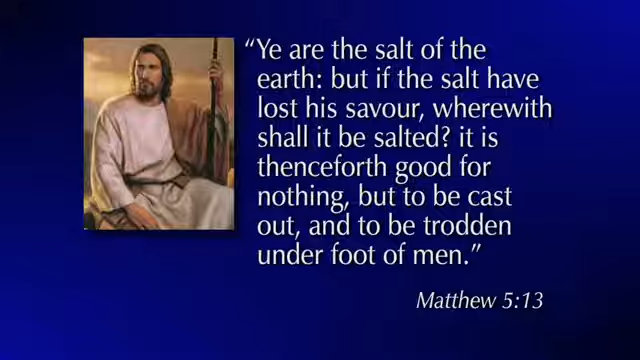 “Ye are the salt of the
earth: but if the salt have
lost his savour, wherewith
shall it be salted? it is
thenceforth good for
nothing, but to be cast
out, and to be trodden
under foot of men.”
Matthew 5:13